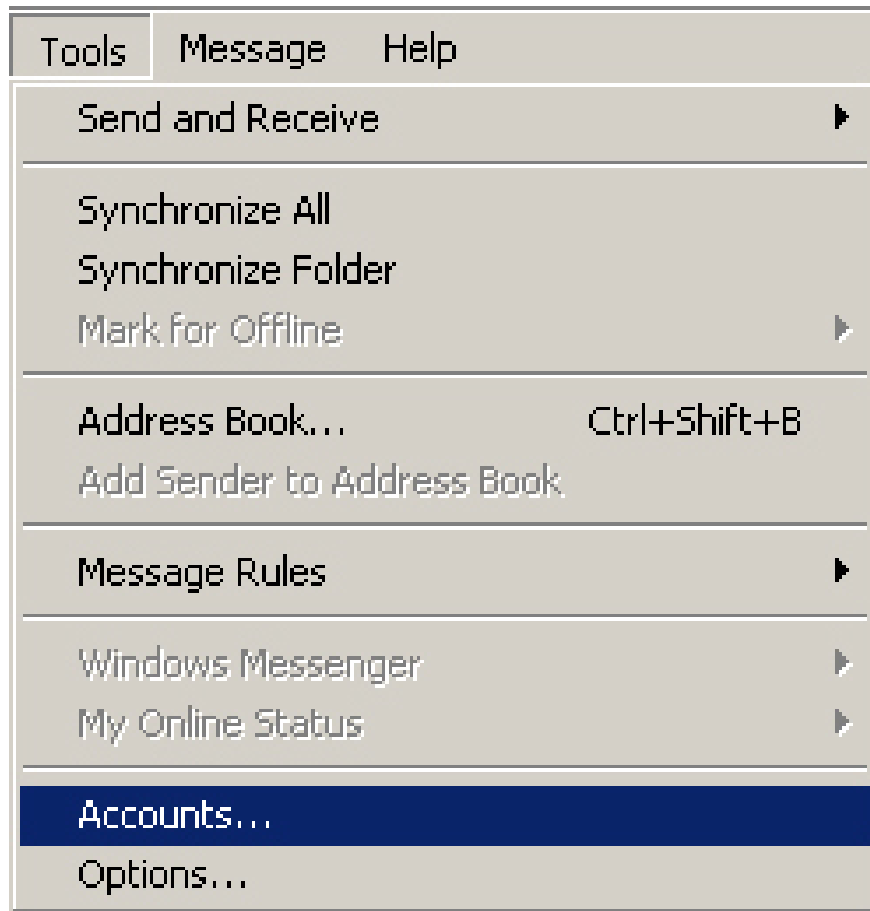 Tools Message Help
Send and Receive
Synchronize All
Synchronize Folder
Mark for Offline
Address Book... Ctrl+Shift+B
Add Sender to Address Book
Message Rules
Windows Messenger
My Online Status
Accounts...
Options...